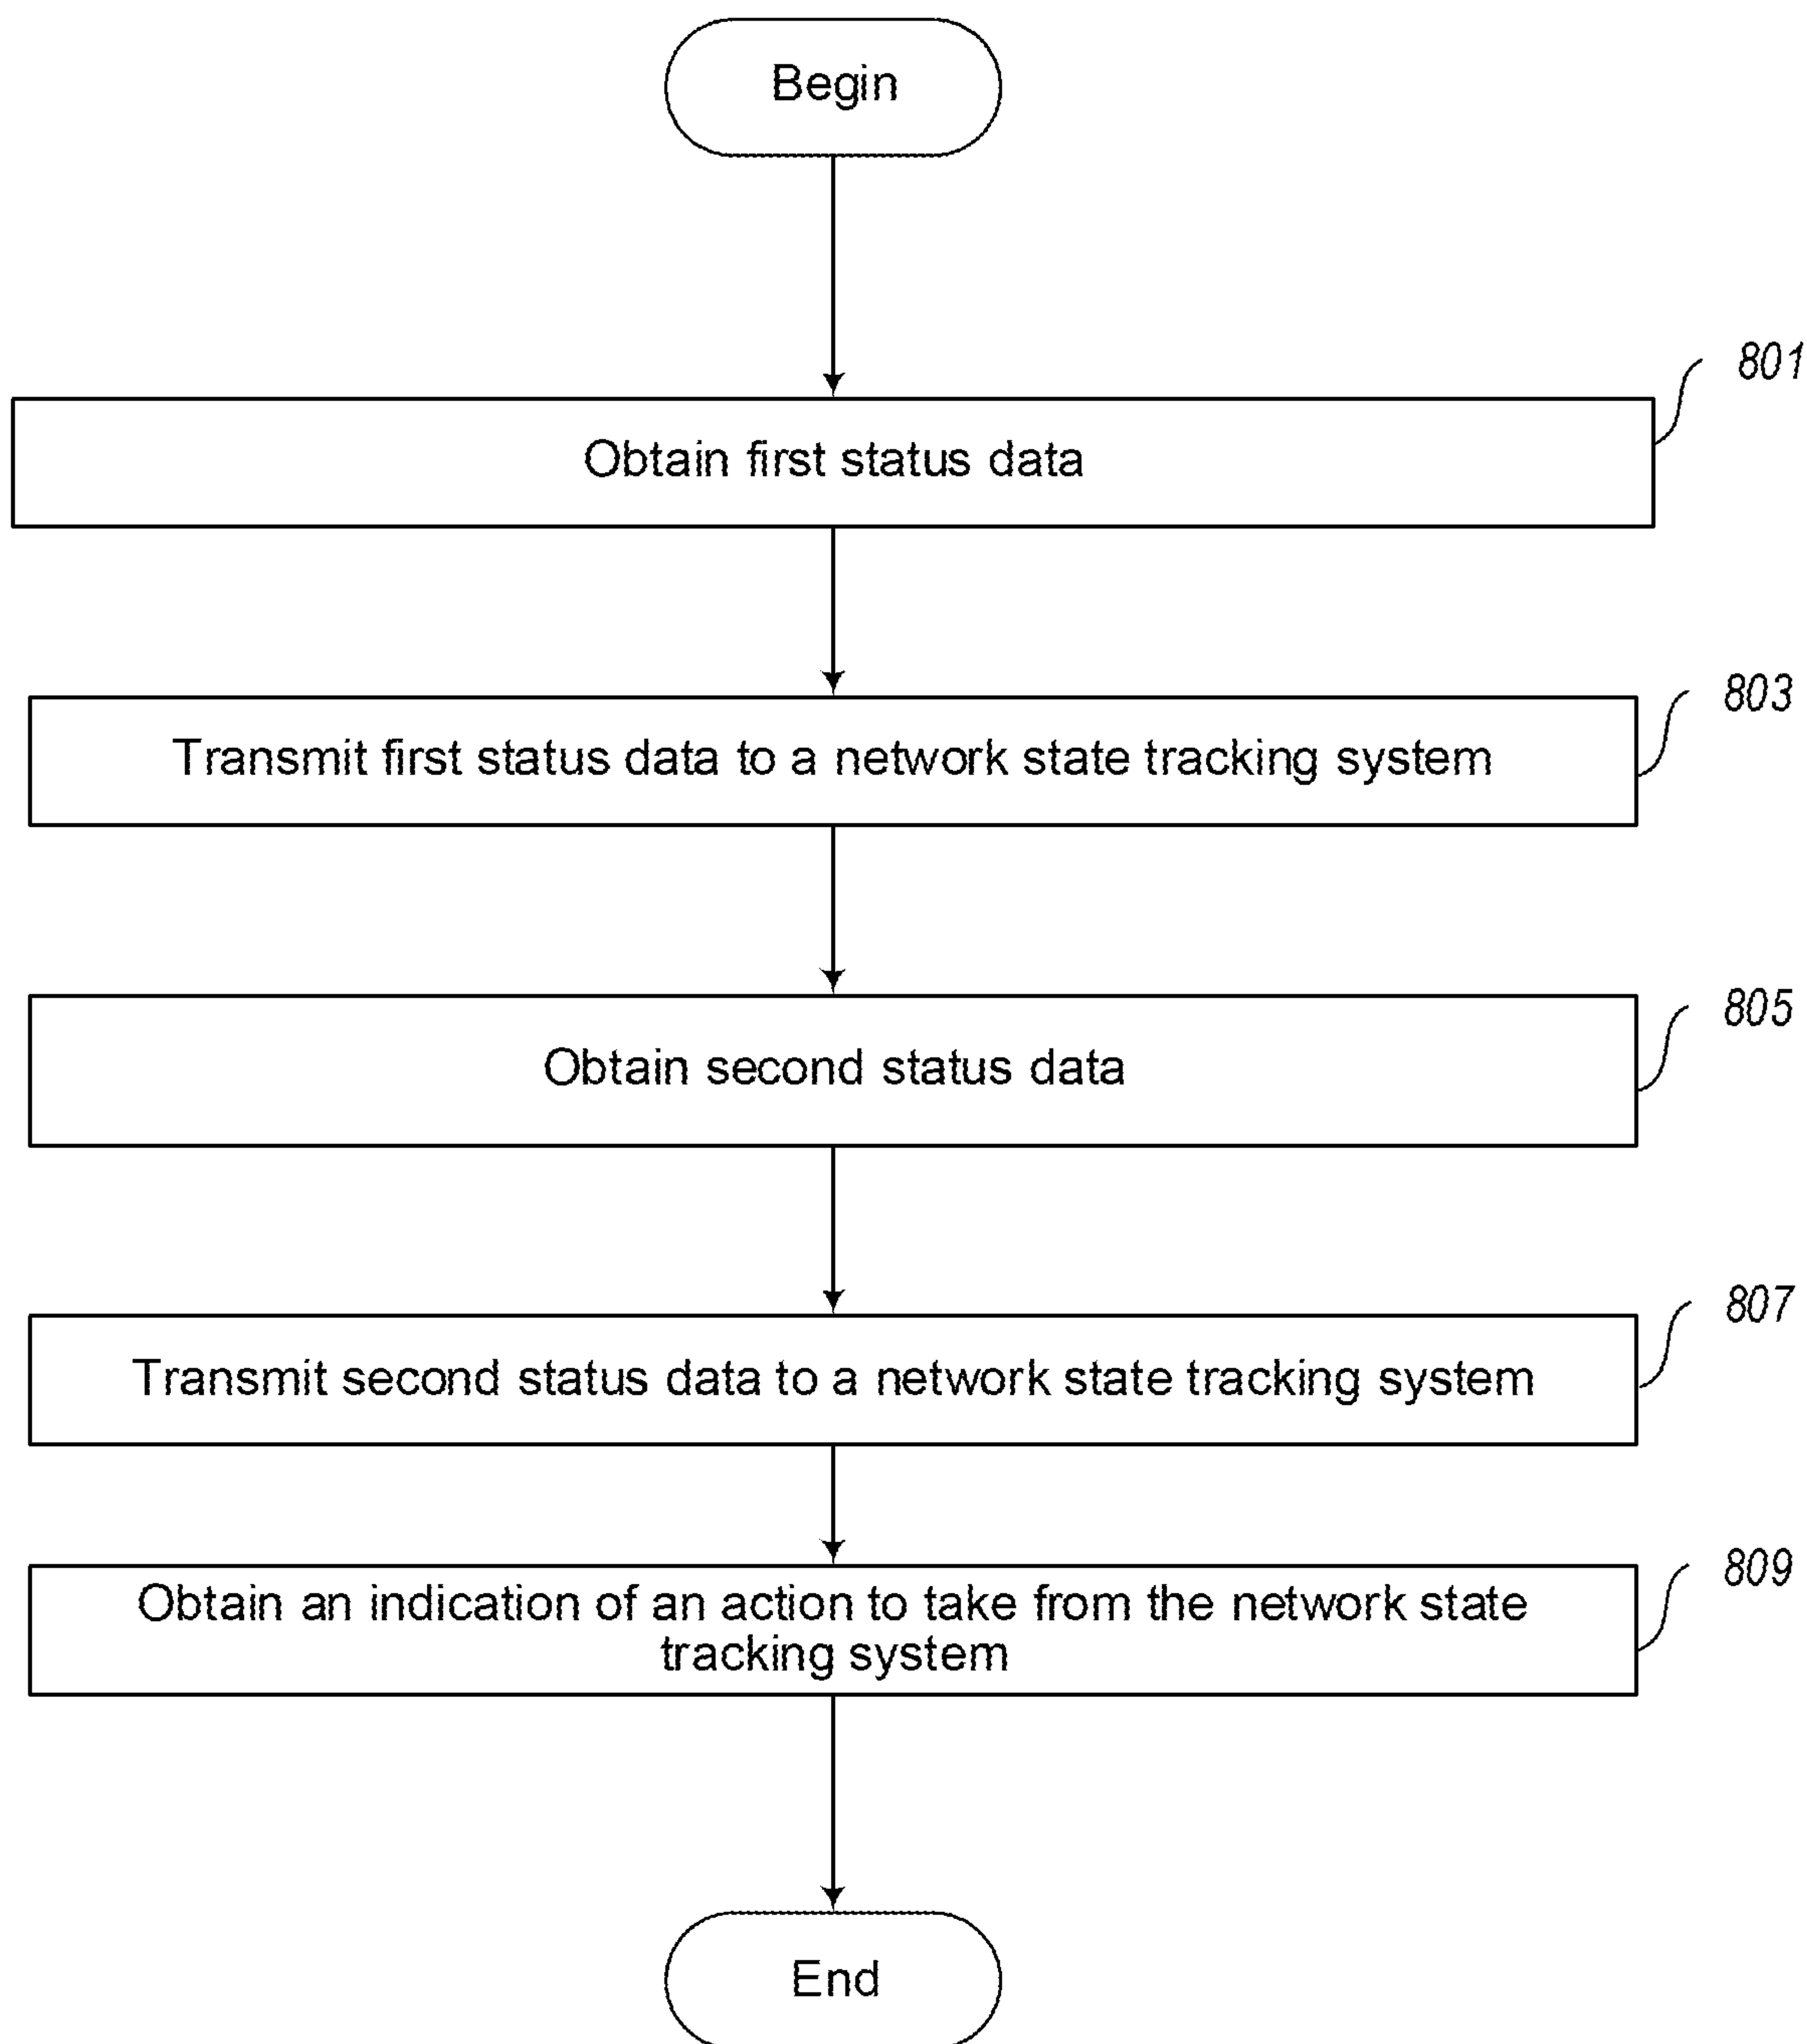 Begin
801
Obtain first status data
803
Transmit first status data to a network state tracking system
805
Obtain second status data
807
Transmit second status data to a network state tracking system
809
Obtain an indication of an action to take from the network state
tracking system
End